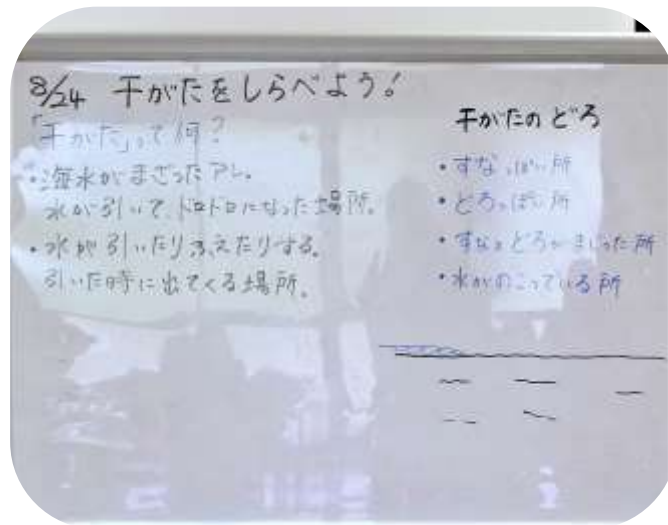 8/24 干がたをしらべよう!
「干がた」って何?
・海水がまざったアレ。
水が引いて、ドロドロになった場所。
・水が引いたりふえたりする。
引いた時に出てくる場所。
干がたのどろ
・すなっぽい所
・どろっぽい所
・すなとどろがまじった所
・水がのこっている所